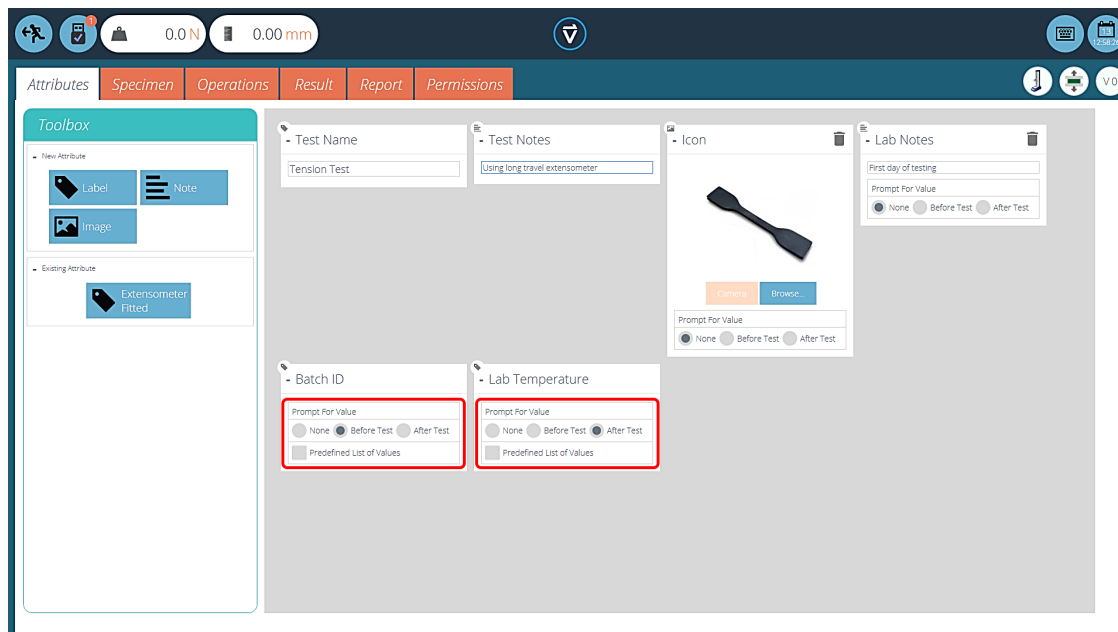 1
0.0 N
0.00 mm
13
Attributes
Specimen
Operations
Result
Report
Permissions
V 0
Toolbox
- New Attribute
Label
Note
Image
- Existing Attribute
Extensometer
Fitted
- Test Name
Tension Test
- Test Notes
Using long travel extensometer
- Icon
Camera
Browse...
Prompt For Value
None Before Test After Test
- Lab Notes
First day of testing
Prompt For Value
None Before Test After Test
- Batch ID
Prompt For Value
None Before Test After Test
Predefined List of Values
- Lab Temperature
Prompt For Value
None Before Test After Test
Predefined List of Values